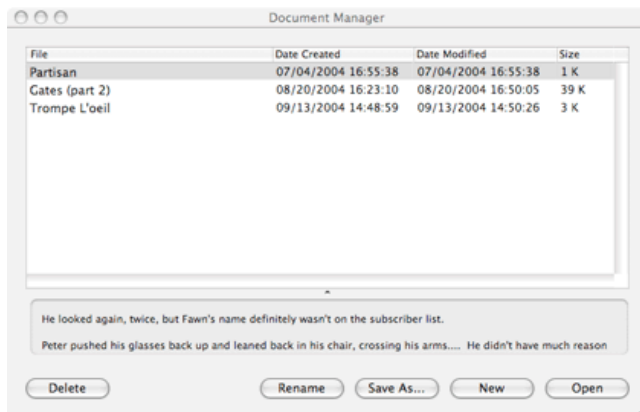 Document Manager
File Date Created Date Modified Size
Partisan 07/04/2004 16:55:38 07/04/2004 16:55:38 1 K
Gates (part 2) 08/20/2004 16:23:10 08/20/2004 16:50:05 39 K
Trompe L'oeil 09/13/2004 14:48:59 09/13/2004 14:50:26 3 K
He looked again, twice, but Fawn's name definitely wasn't on the subscriber list.
Peter pushed his glasses back up and leaned back in his chair, crossing his arms.... He didn't have much reason
Delete Rename Save As... New Open